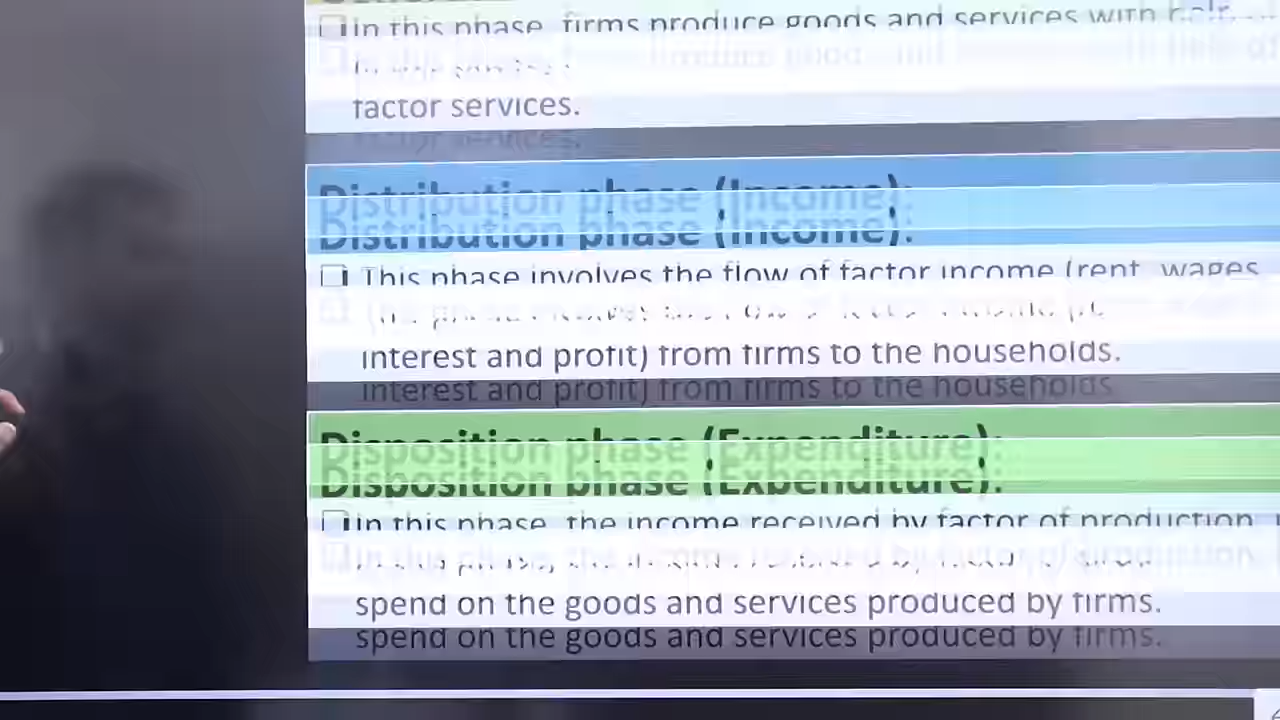 ❑In this phase, firms produce goods and services with help
factor services.
Distribution phase (Income):
❑ This phase involves the flow of factor income (rent, wages
interest and profit) from firms to the households.
Disposition phase (Expenditure):
❑In this phase, the income received by factor of production,
spend on the goods and services produced by firms.